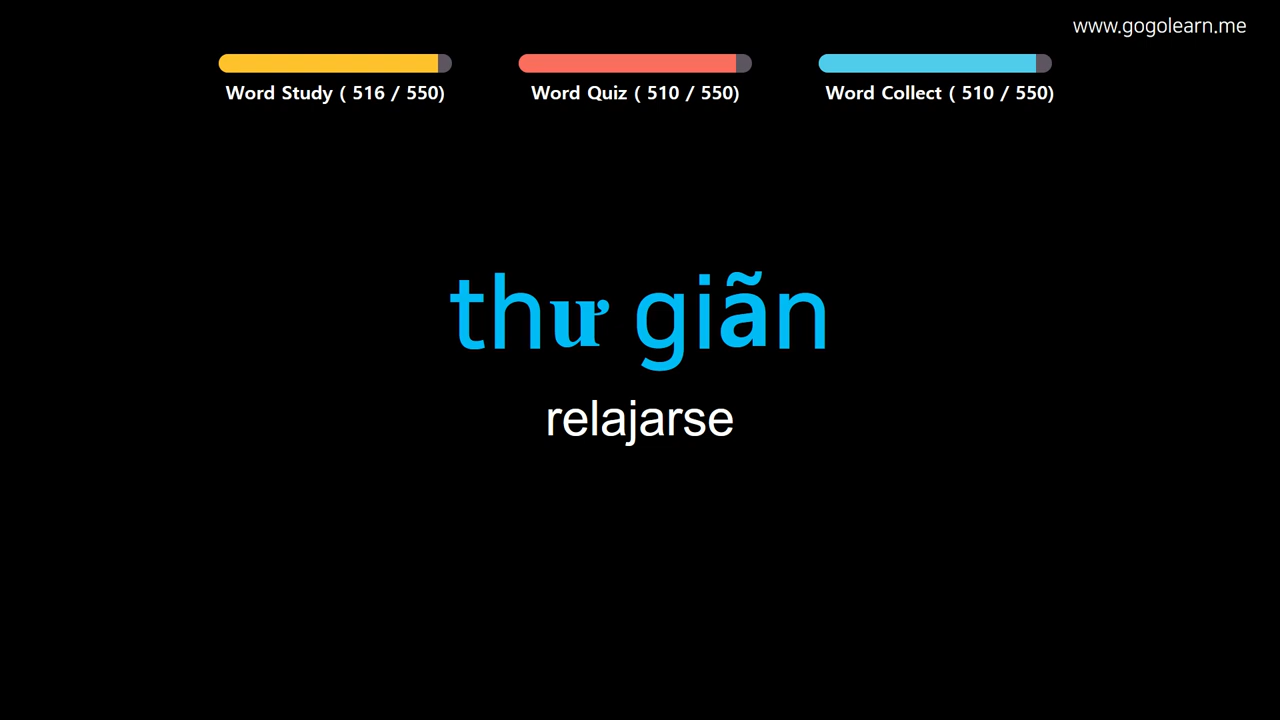 www.gogolearn.me
Word Study ( 516 / 550)
Word Quiz ( 510 / 550)
Word Collect ( 510 / 550)
thư giãn
relajarse